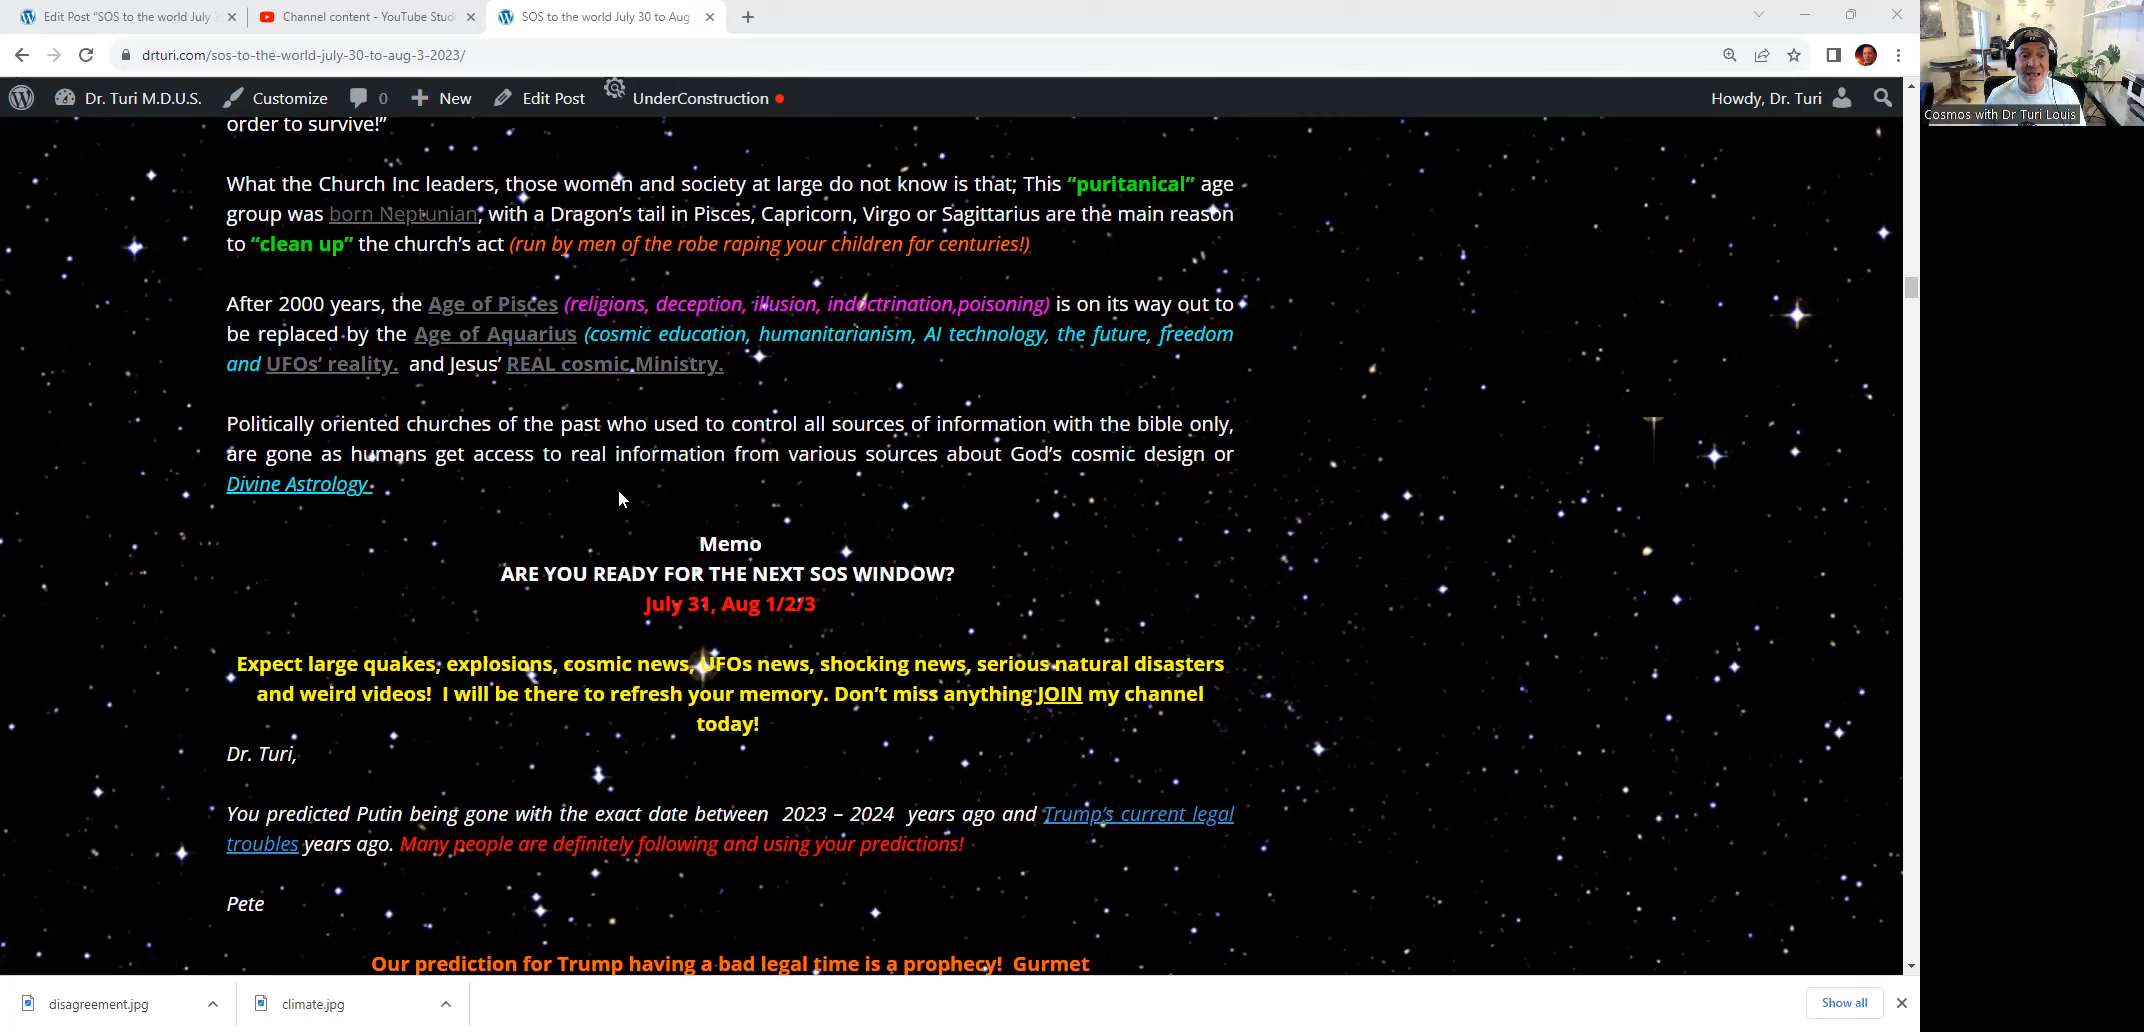 Edit Post “SOS to the world July
Channel content - YouTube Studi
SOS to the world July 30 to Aug
drturi.com/sos-to-the-world-july-30-to-aug-3-2023/
Dr. Turi M.D.U.S.
Customize
0
New
Edit Post
UnderConstruction
Howdy, Dr. Turi
Cosmos with Dr Turi Louis
order to survive!”
What the Church Inc leaders, those women and society at large do not know is that; This “puritanical” age
group was born Neptunian, with a Dragon’s tail in Pisces, Capricorn, Virgo or Sagittarius are the main reason
to “clean up” the church’s act (run by men of the robe raping your children for centuries!)
After 2000 years, the Age of Pisces (religions, deception, illusion, indoctrination,poisoning) is on its way out to
be replaced by the Age of Aquarius (cosmic education, humanitarianism, AI technology, the future, freedom
and UFOs’ reality. and Jesus’ REAL cosmic Ministry.
Politically oriented churches of the past who used to control all sources of information with the bible only,
are gone as humans get access to real information from various sources about God’s cosmic design or
Divine Astrology
Memo
ARE YOU READY FOR THE NEXT SOS WINDOW?
July 31, Aug 1/2/3
Expect large quakes, explosions, cosmic news, UFOs news, shocking news, serious natural disasters
and weird videos! I will be there to refresh your memory. Don’t miss anything JOIN my channel
today!
Dr. Turi,
You predicted Putin being gone with the exact date between 2023 – 2024 years ago and Trump’s current legal
troubles years ago. Many people are definitely following and using your predictions!
Pete
Our prediction for Trump having a bad legal time is a prophecy! Gurmet
disagreement.jpg
climate.jpg
Show all